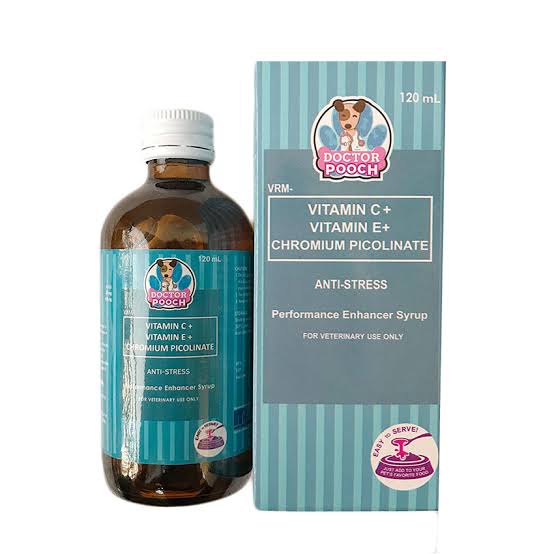 120 mL
DOCTOR
POOCH
VITAMIN C +
VITAMIN E +
CHROMIUM PICOLINATE
ANTI-STRESS
Performance Enhancer Syrup
FOR VETERINARY USE ONLY
120 mL
DOCTOR
POOCH
VRM-
VITAMIN C +
VITAMIN E+
CHROMIUM PICOLINATE
ANTI-STRESS
Performance Enhancer Syrup
FOR VETERINARY USE ONLY
EASY to SERVE!
JUST ADD TO YOUR
PET'S FAVORITE FOOD